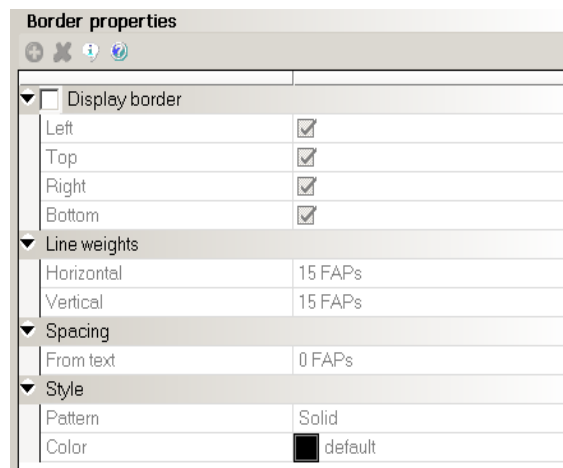 Border properties
Display border
Left
Top
Right
Bottom
Line weights
Horizontal 15 FAPs
Vertical 15 FAPs
Spacing
From text 0 FAPs
Style
Pattern Solid
Color default